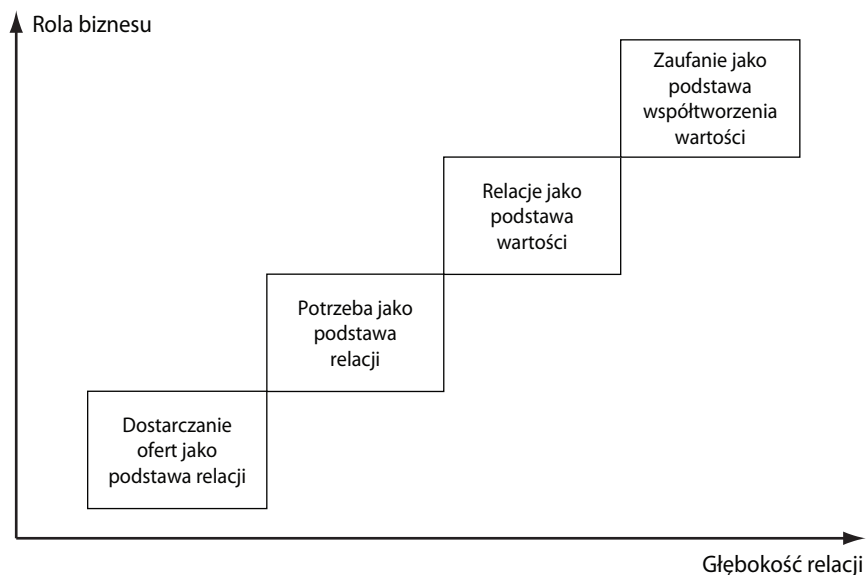 Rola biznesu
Zaufanie jako
podstawa
współtworzenia
wartości
Relacje jako
podstawa
wartości
Potrzeba jako
podstawa
relacji
Dostarczanie
ofert jako
podstawa relacji
Głębokość relacji